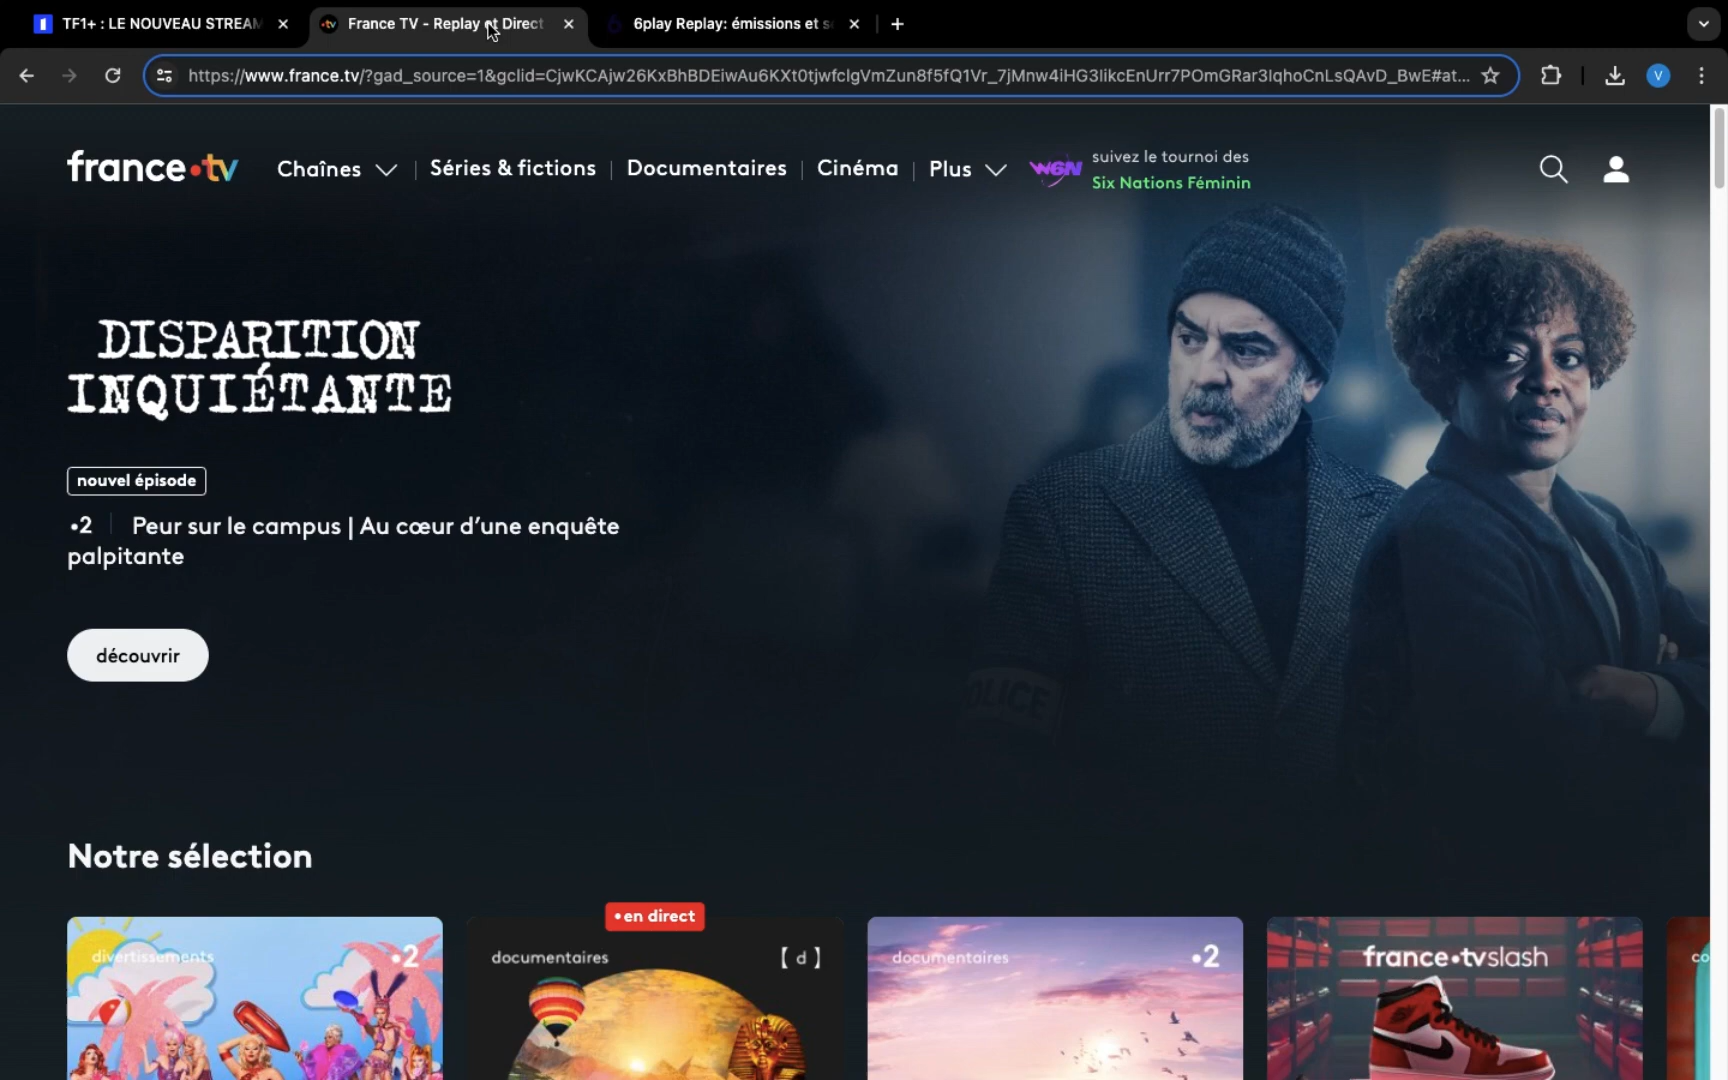 TF1+ : LE NOUVEAU STREAM
France TV - Replay et Direct
6play Replay: émissions et s
https://www.france.tv/?gad_source=1&gclid=CjwKCAjw26KxBhBDEiwAu6KXt0tjwfclgVmZun8f5fQ1Vr_7jMnw4iHG3likcEnUrr7POmGRar3lqhoCnLsQAvD_BwE#at...
V
france•tv
Chaînes
Séries & fictions
Documentaires
Cinéma
Plus
W6N
suivez le tournoi des
Six Nations Féminin
DISPARITION
INQUIÉTANTE
nouvel épisode
•2 Peur sur le campus | Au cœur d’une enquête
palpitante
OLICE
découvrir
Notre sélection
divertissements
•2
• en direct
documentaires
[ d ]
documentaires
•2
france•tvslash
co